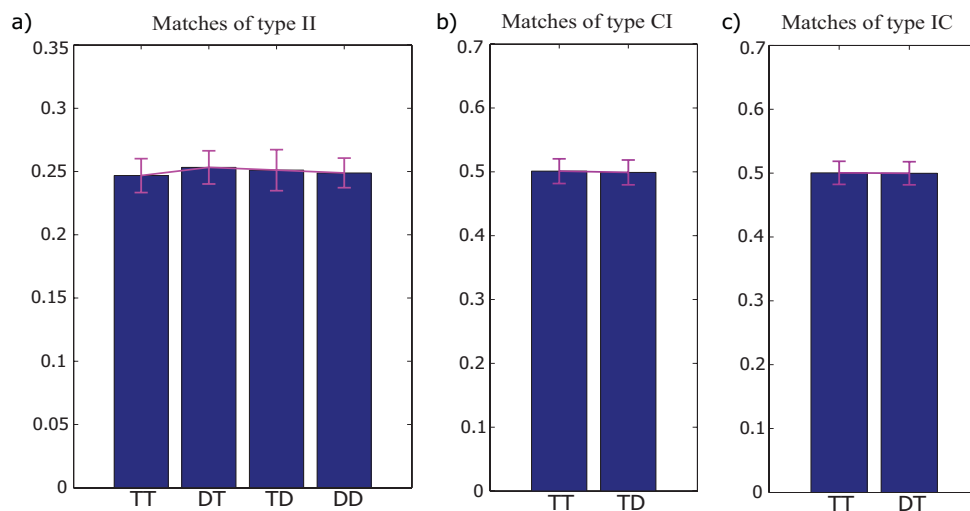 a)
Matches of type II
0.35
0.3
0.25
0.2
0.15
0.1
0.05
0
TT DT TD DD
b)
Matches of type CI
0.7
0.6
0.5
0.4
0.3
0.2
0.1
0
TT TD
c)
Matches of type IC
0.7
0.6
0.5
0.4
0.3
0.2
0.1
0
TT DT